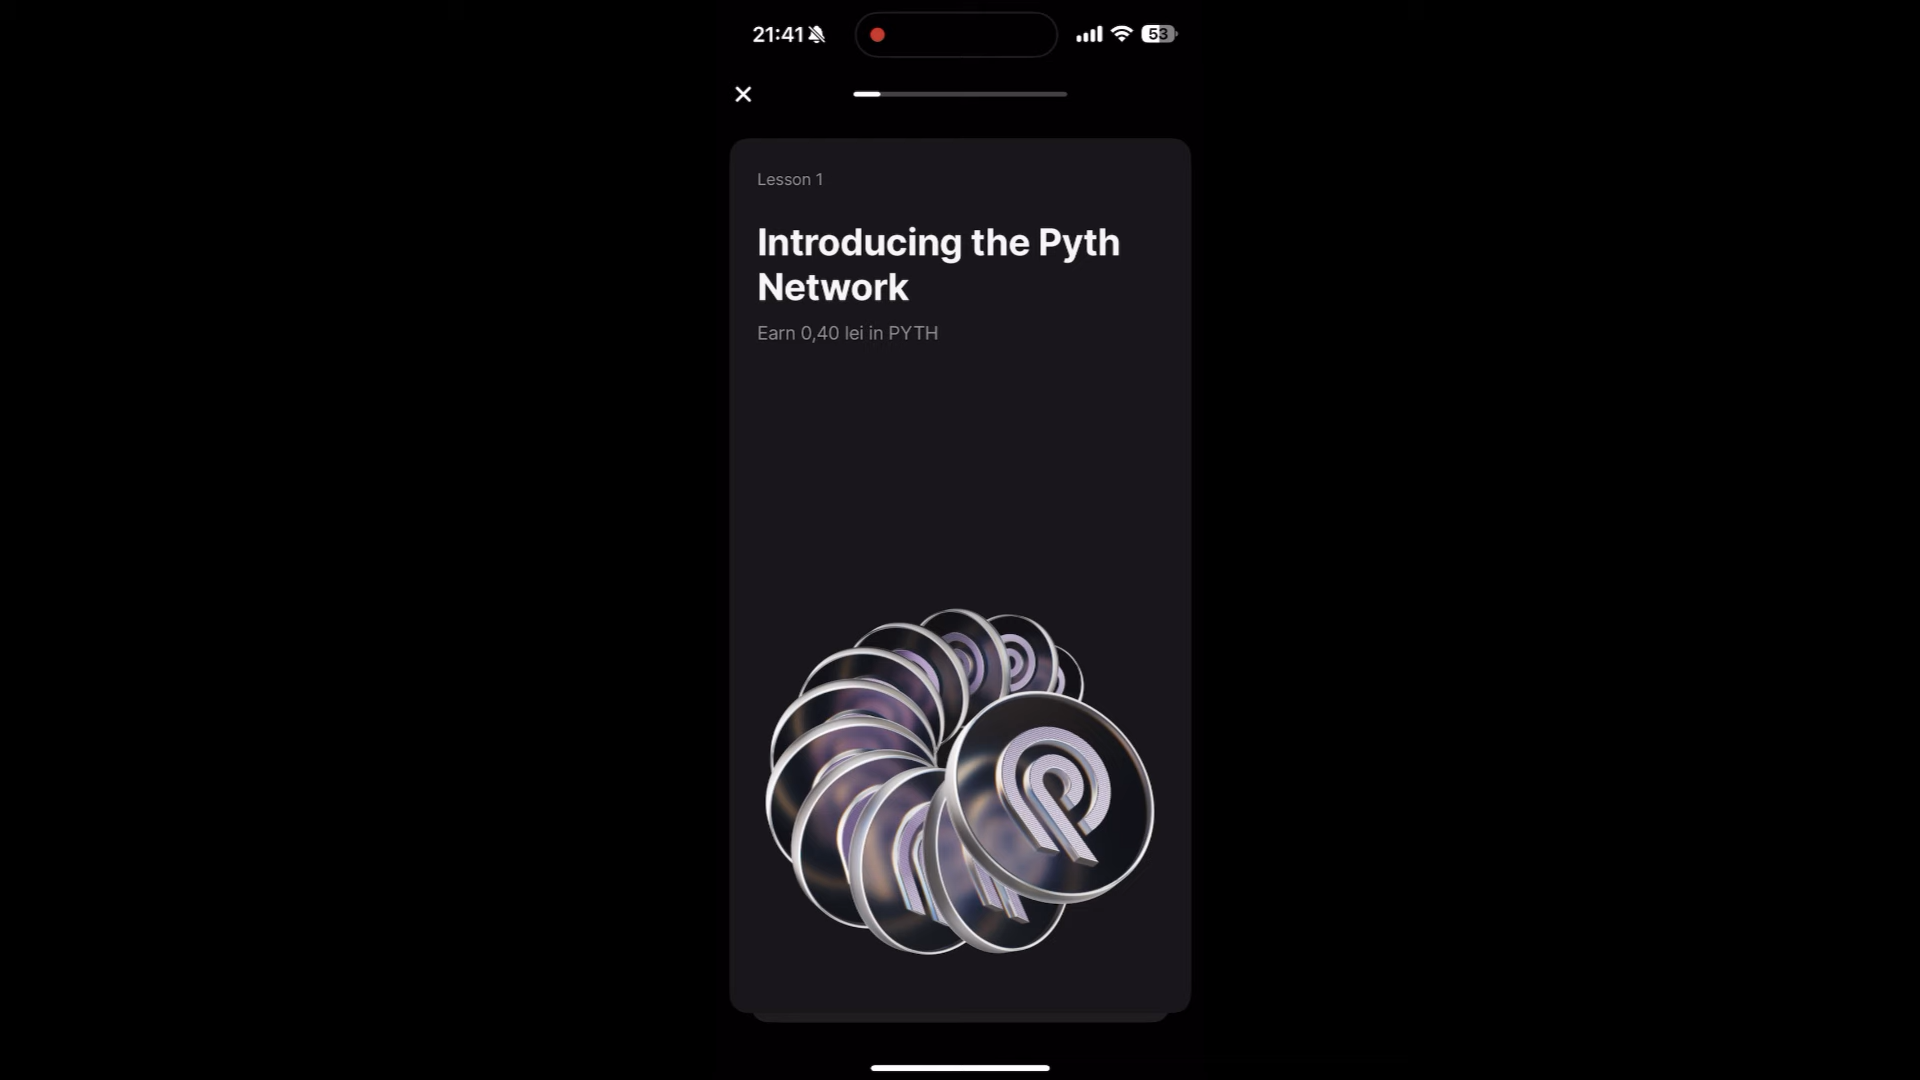 21:41
53
Lesson 1
Introducing the Pyth
Network
Earn 0,40 lei in PYTH